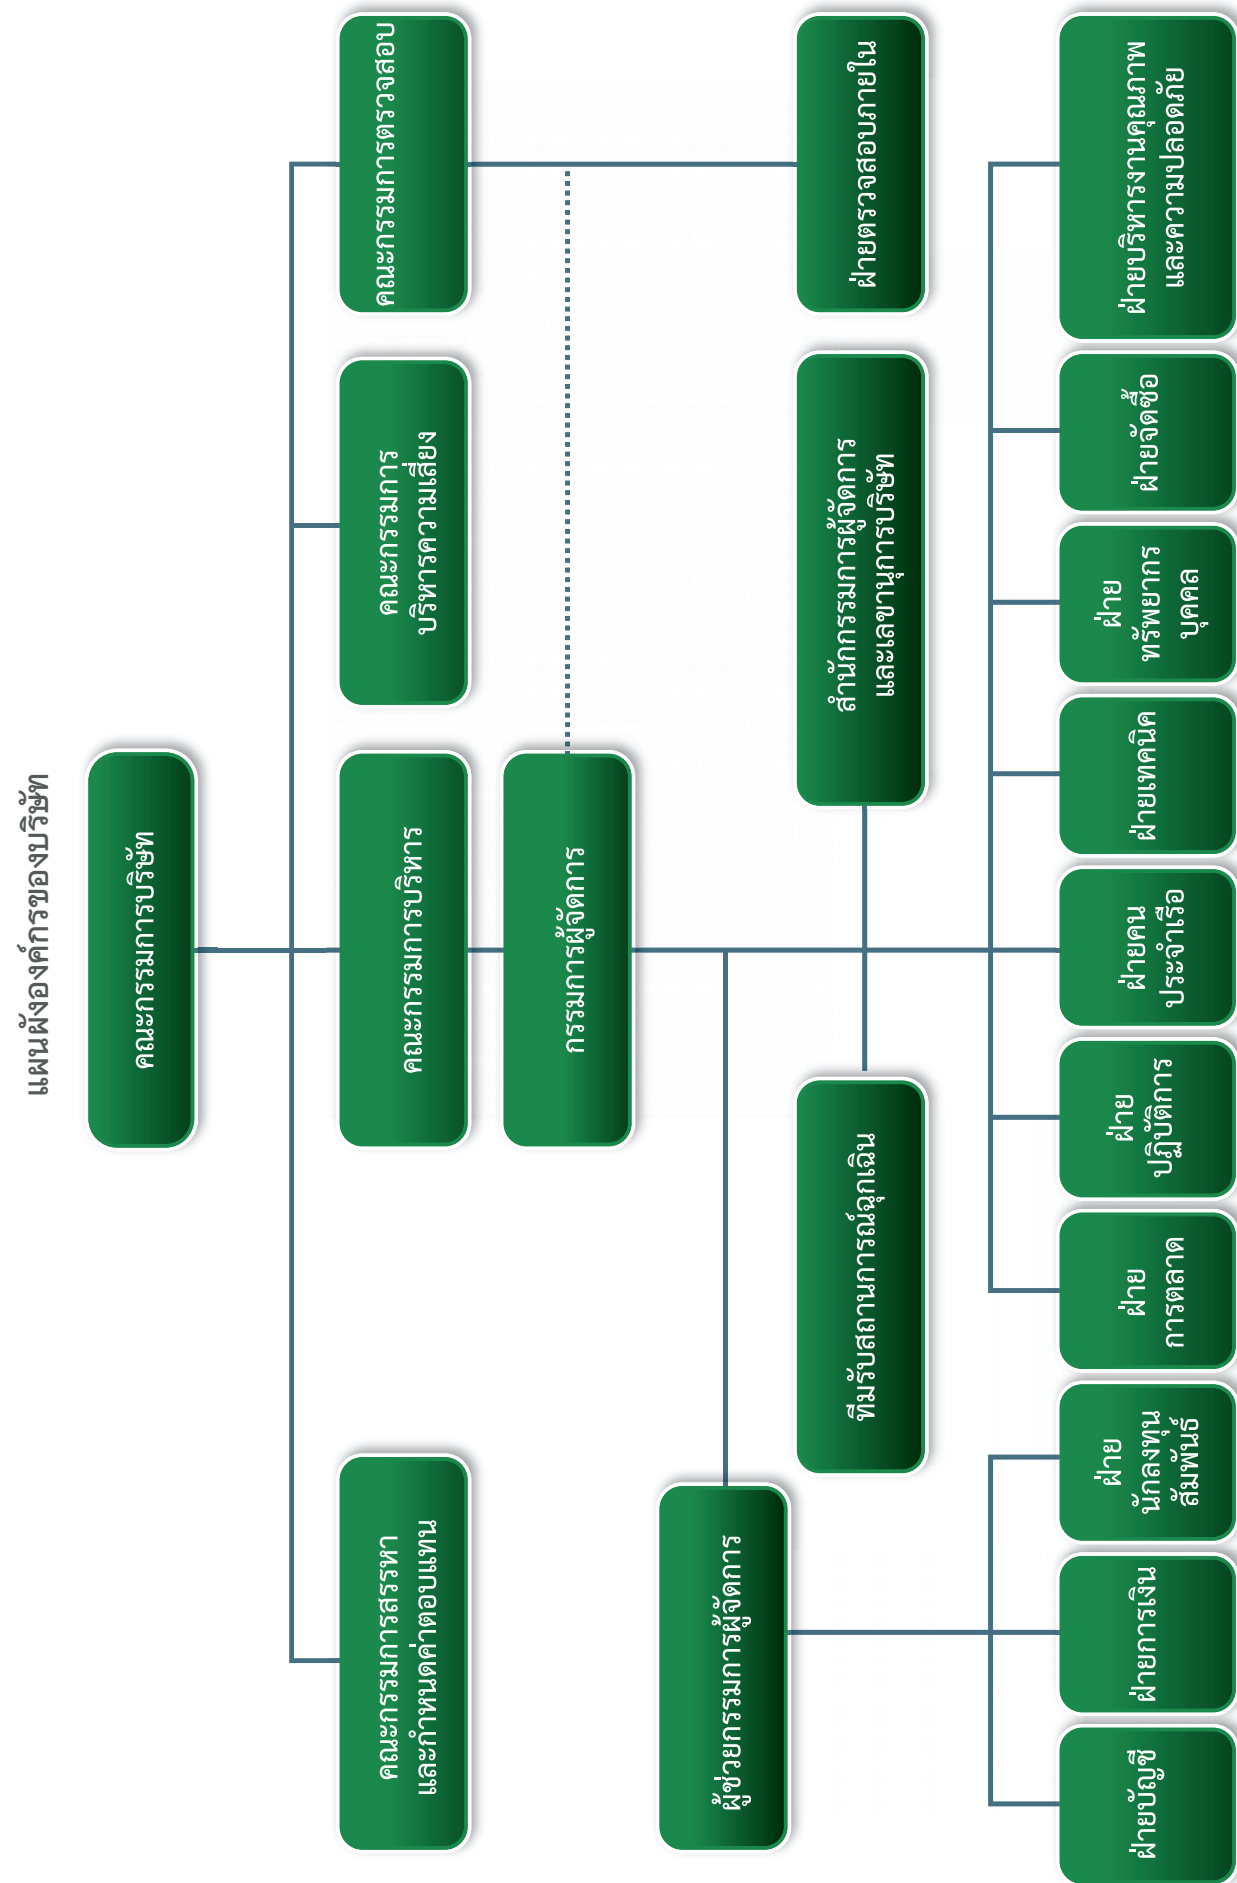 แผนผังองค์กรของบริษัท
คณะกรรมการบริษัท
คณะกรรมการสรรหา
และกำหนดค่าตอบแทน
คณะกรรมการบริหาร
คณะกรรมการ
บริหารความเสี่ยง
คณะกรรมการตรวจสอบ
กรรมการผู้จัดการ
ผู้ช่วยกรรมการผู้จัดการ
ทีมรับสถานการณ์ฉุกเฉิน
สำนักกรรมการผู้จัดการ
และเลขานุการบริษัท
ฝ่ายตรวจสอบภายใน
ฝ่ายบัญชี
ฝ่ายการเงิน
ฝ่าย
นักลงทุน
สัมพันธ์
ฝ่าย
การตลาด
ฝ่าย
ปฏิบัติการ
ฝ่ายคน
ประจำเรือ
ฝ่ายเทคนิค
ฝ่าย
ทรัพยากร
บุคคล
ฝ่ายจัดซื้อ
ฝ่ายบริหารงานคุณภาพ
และความปลอดภัย